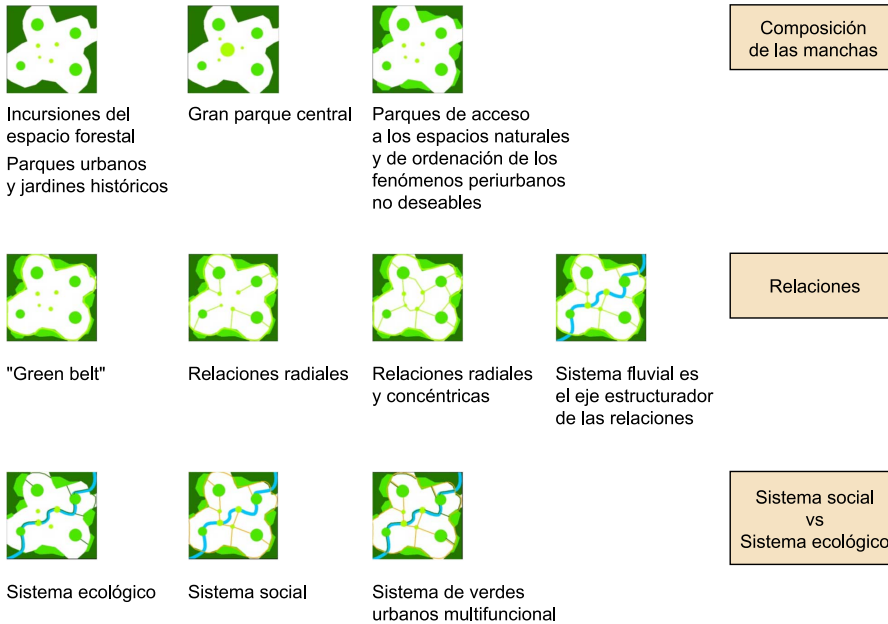 Composición
de las manchas
Incursiones del
espacio forestal
Parques urbanos
y jardines históricos
Gran parque central
Parques de acceso
a los espacios naturales
y de ordenación de los
fenómenos periurbanos
no deseables
Relaciones
"Green belt"
Relaciones radiales
Relaciones radiales
y concéntricas
Sistema fluvial es
el eje estructurador
de las relaciones
Sistema social
vs
Sistema ecológico
Sistema ecológico
Sistema social
Sistema de verdes
urbanos multifuncional